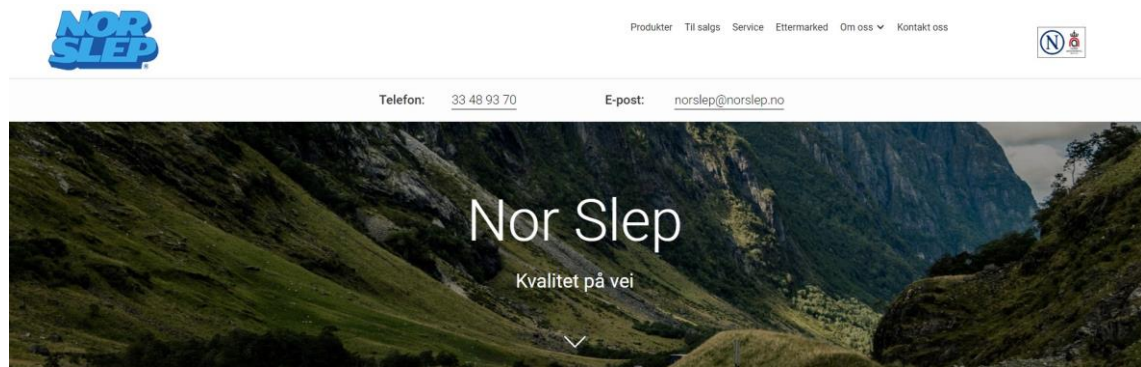 NOR
SLEP
Produkter Til salgs Service Ettermarked Om oss Kontakt oss
N
Telefon: 33 48 93 70 E-post: norslep@norslep.no
Nor Slep
Kvalitet på vei